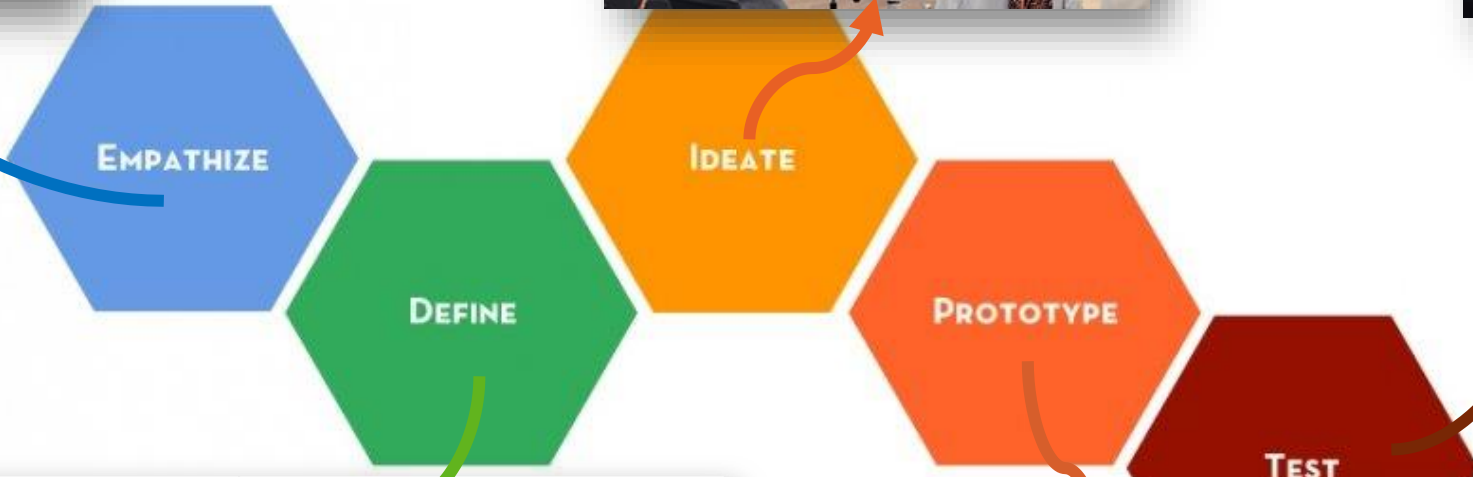 EMPATHIZE
DEFINE
IDEATE
PROTOTYPE
TEST